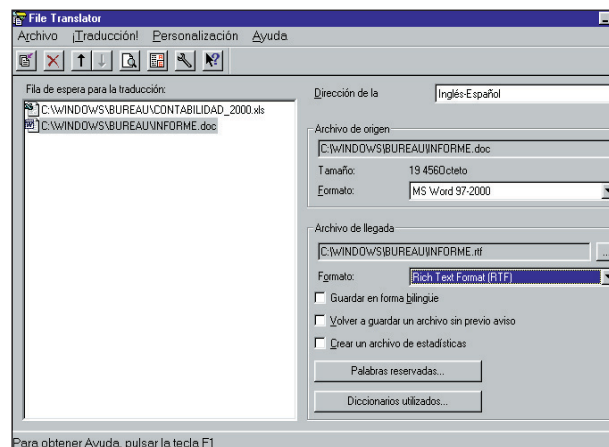 File Translator
Archivo ¡Traducción! Personalización Ayuda
Fila de espera para la traducción:
C:\WINDOWS\BUREAU\CONTABILIDAD_2000.xls
C:\WINDOWS\BUREAU\INFORME.doc
Dirección de la
Inglés-Español
Archivo de origen
C:\WINDOWS\BUREAU\INFORME.doc
Tamaño: 19 456Octeto
Formato: MS Word 97-2000
Archivo de llegada
C:\WINDOWS\BUREAU\INFORME.rtf ...
Formato: Rich Text Format (RTF)
Guardar en forma bilingüe
Volver a guardar un archivo sin previo aviso
Crear un archivo de estadísticas
Palabras reservadas...
Diccionarios utilizados...
Para obtener Ayuda, pulsar la tecla F1